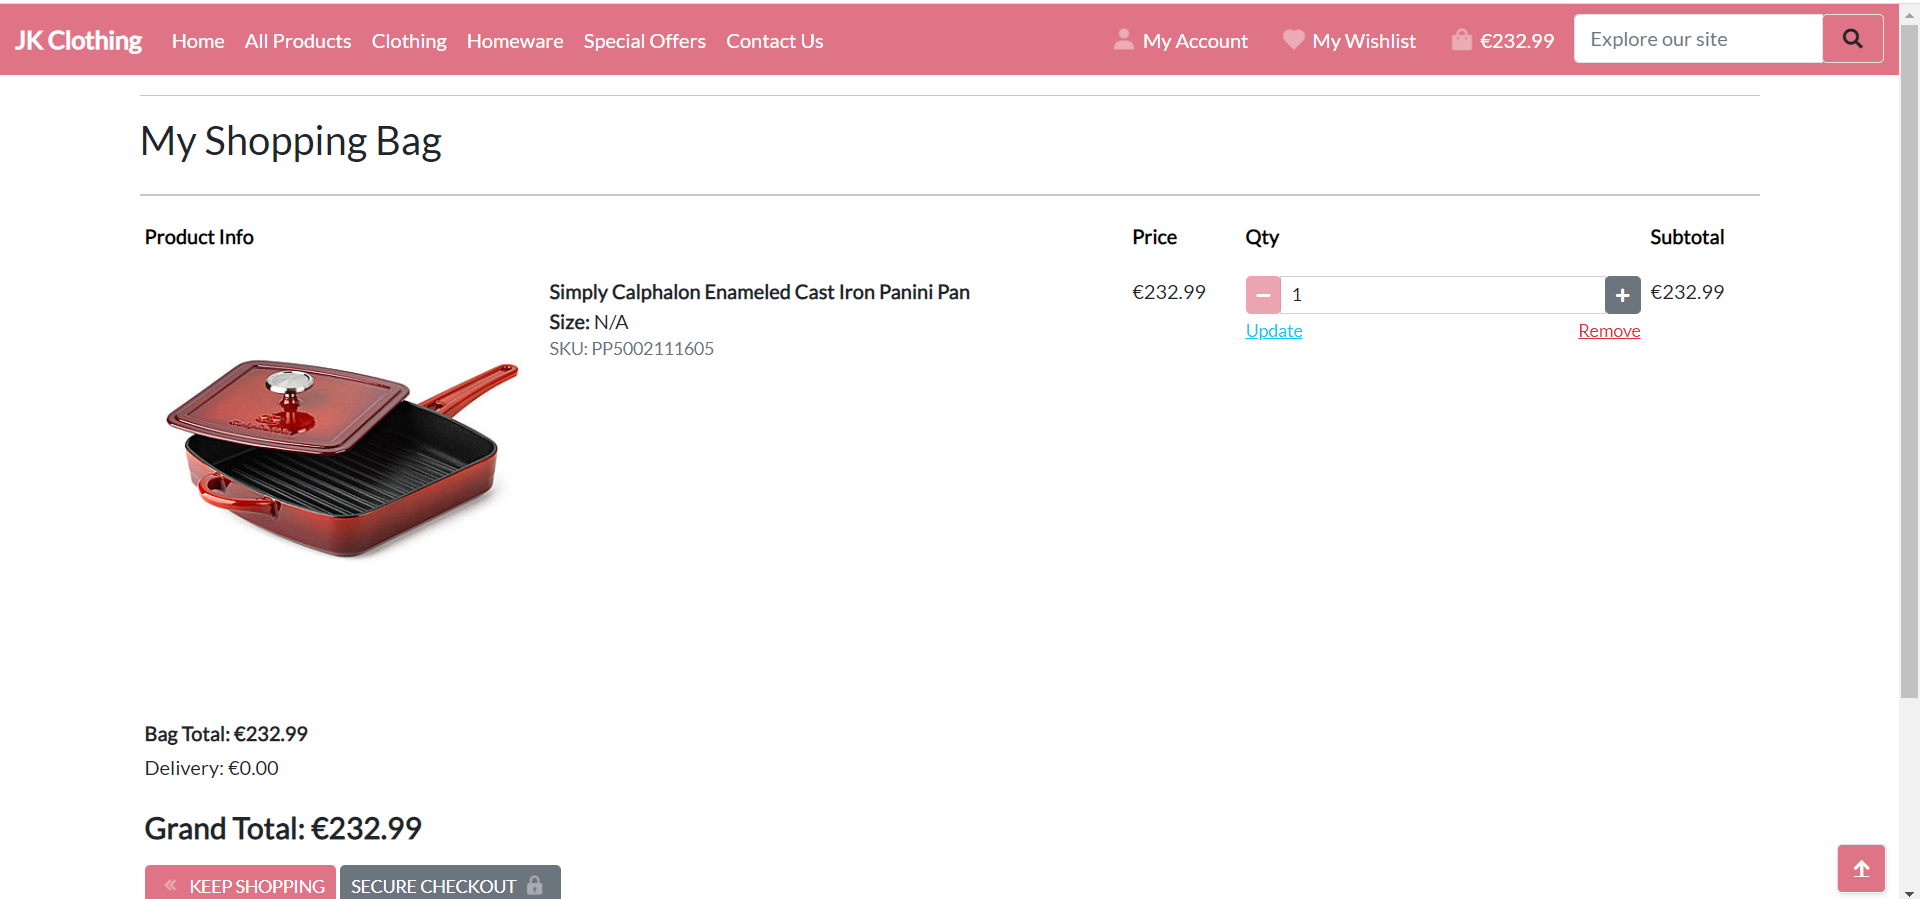 JK Clothing Home All Products Clothing Homeware Special Offers Contact Us My Account My Wishlist €232.99 Explore our site
My Shopping Bag
Product Info Price Qty Subtotal
Simply Calphalon Enameled Cast Iron Panini Pan €232.99 1 €232.99
Size: N/A
Update Remove
SKU: PP5002111605
Bag Total: €232.99
Delivery: €0.00
Grand Total: €232.99
KEEP SHOPPING SECURE CHECKOUT